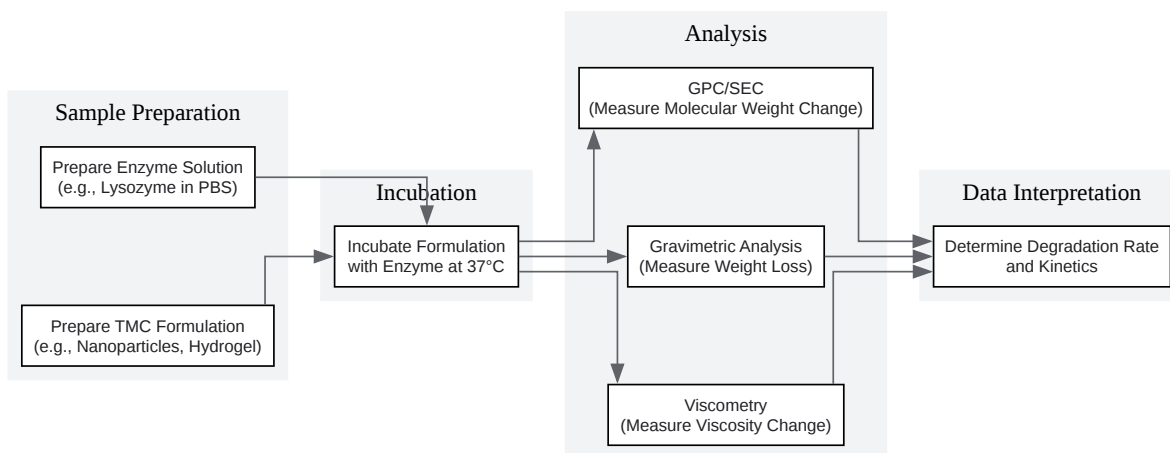 Sample Preparation
Prepare Enzyme Solution
(e.g., Lysozyme in PBS)
Prepare TMC Formulation
(e.g., Nanoparticles, Hydrogel)
Incubation
Incubate Formulation
with Enzyme at 37°C
Analysis
GPC/SEC
(Measure Molecular Weight Change)
Gravimetric Analysis
(Measure Weight Loss)
Viscometry
(Measure Viscosity Change)
Data Interpretation
Determine Degradation Rate
and Kinetics